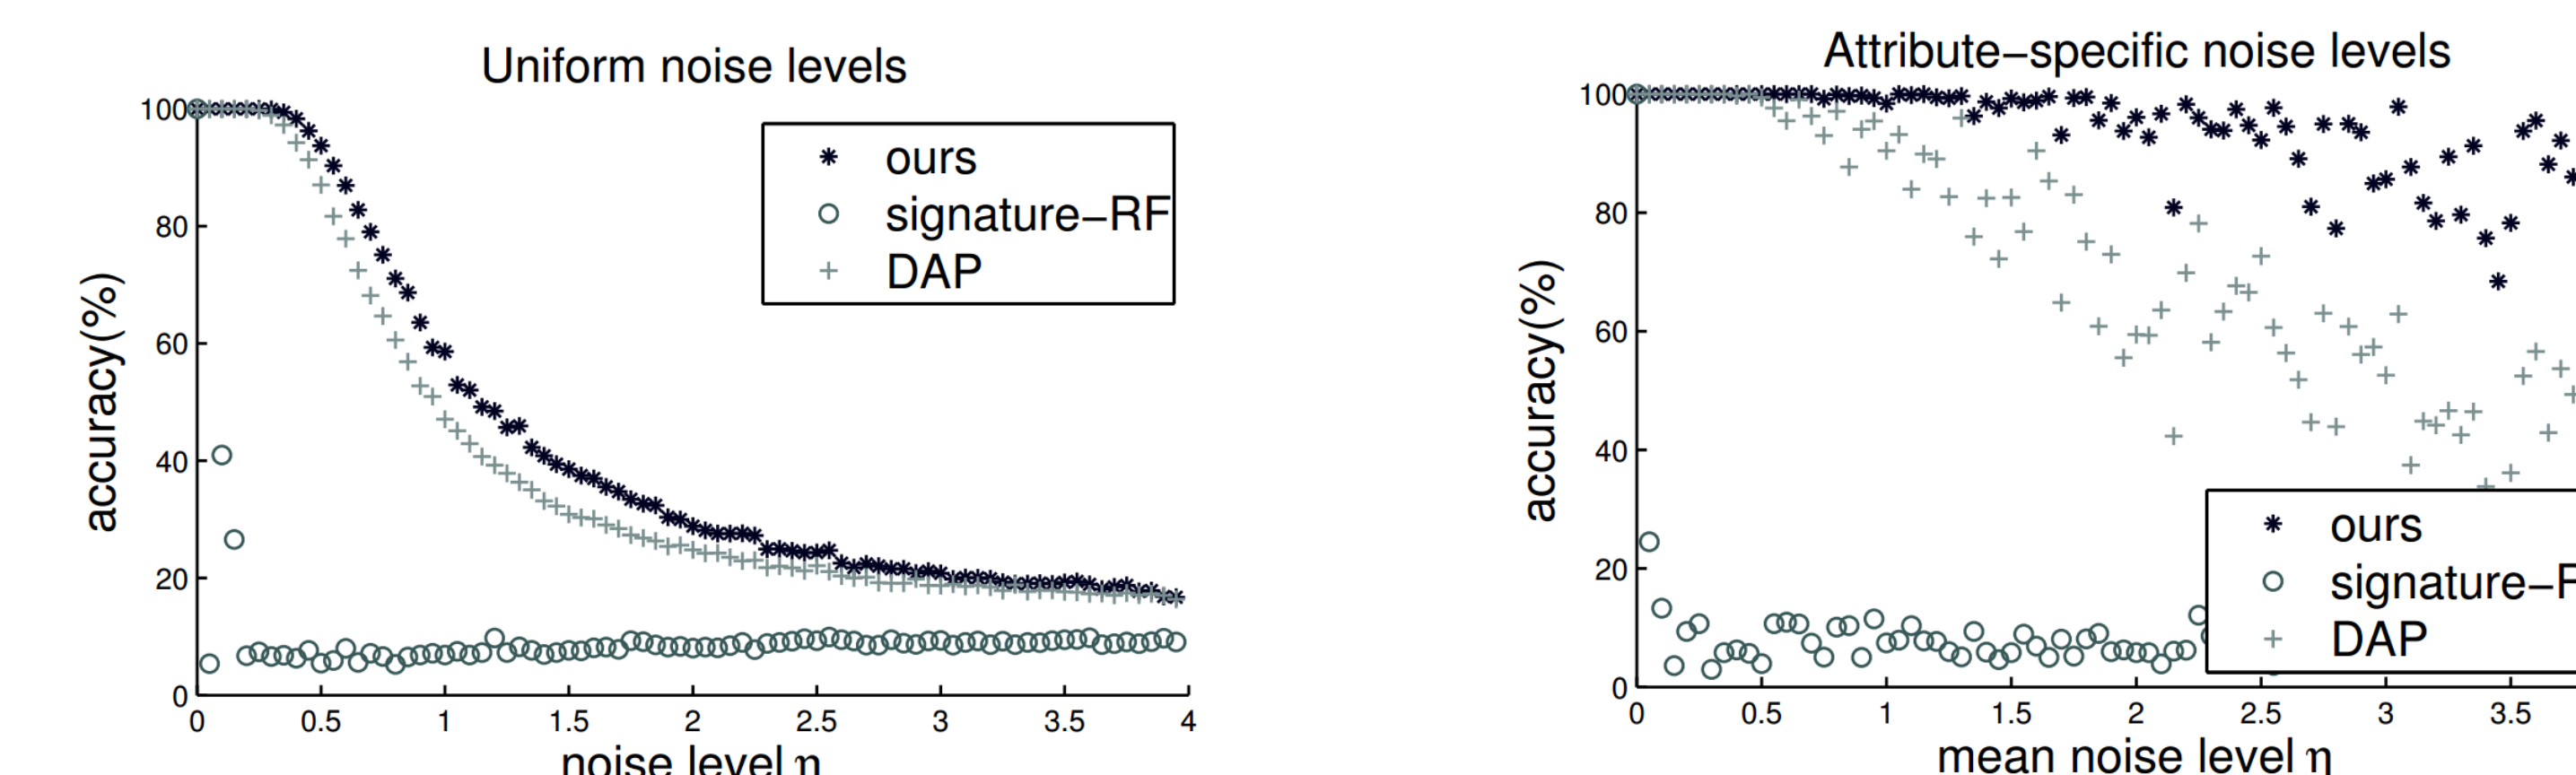 Uniform noise levels
100
80
60
40
20
0
accuracy(%)
ours
signature-RF
DAP
0 0.5 1 1.5 2 2.5 3 3.5 4
noise level η
Attribute-specific noise levels
100
80
60
40
20
0
accuracy(%)
ours
signature-
DAP
0 0.5 1 1.5 2 2.5 3 3.5
mean noise level η